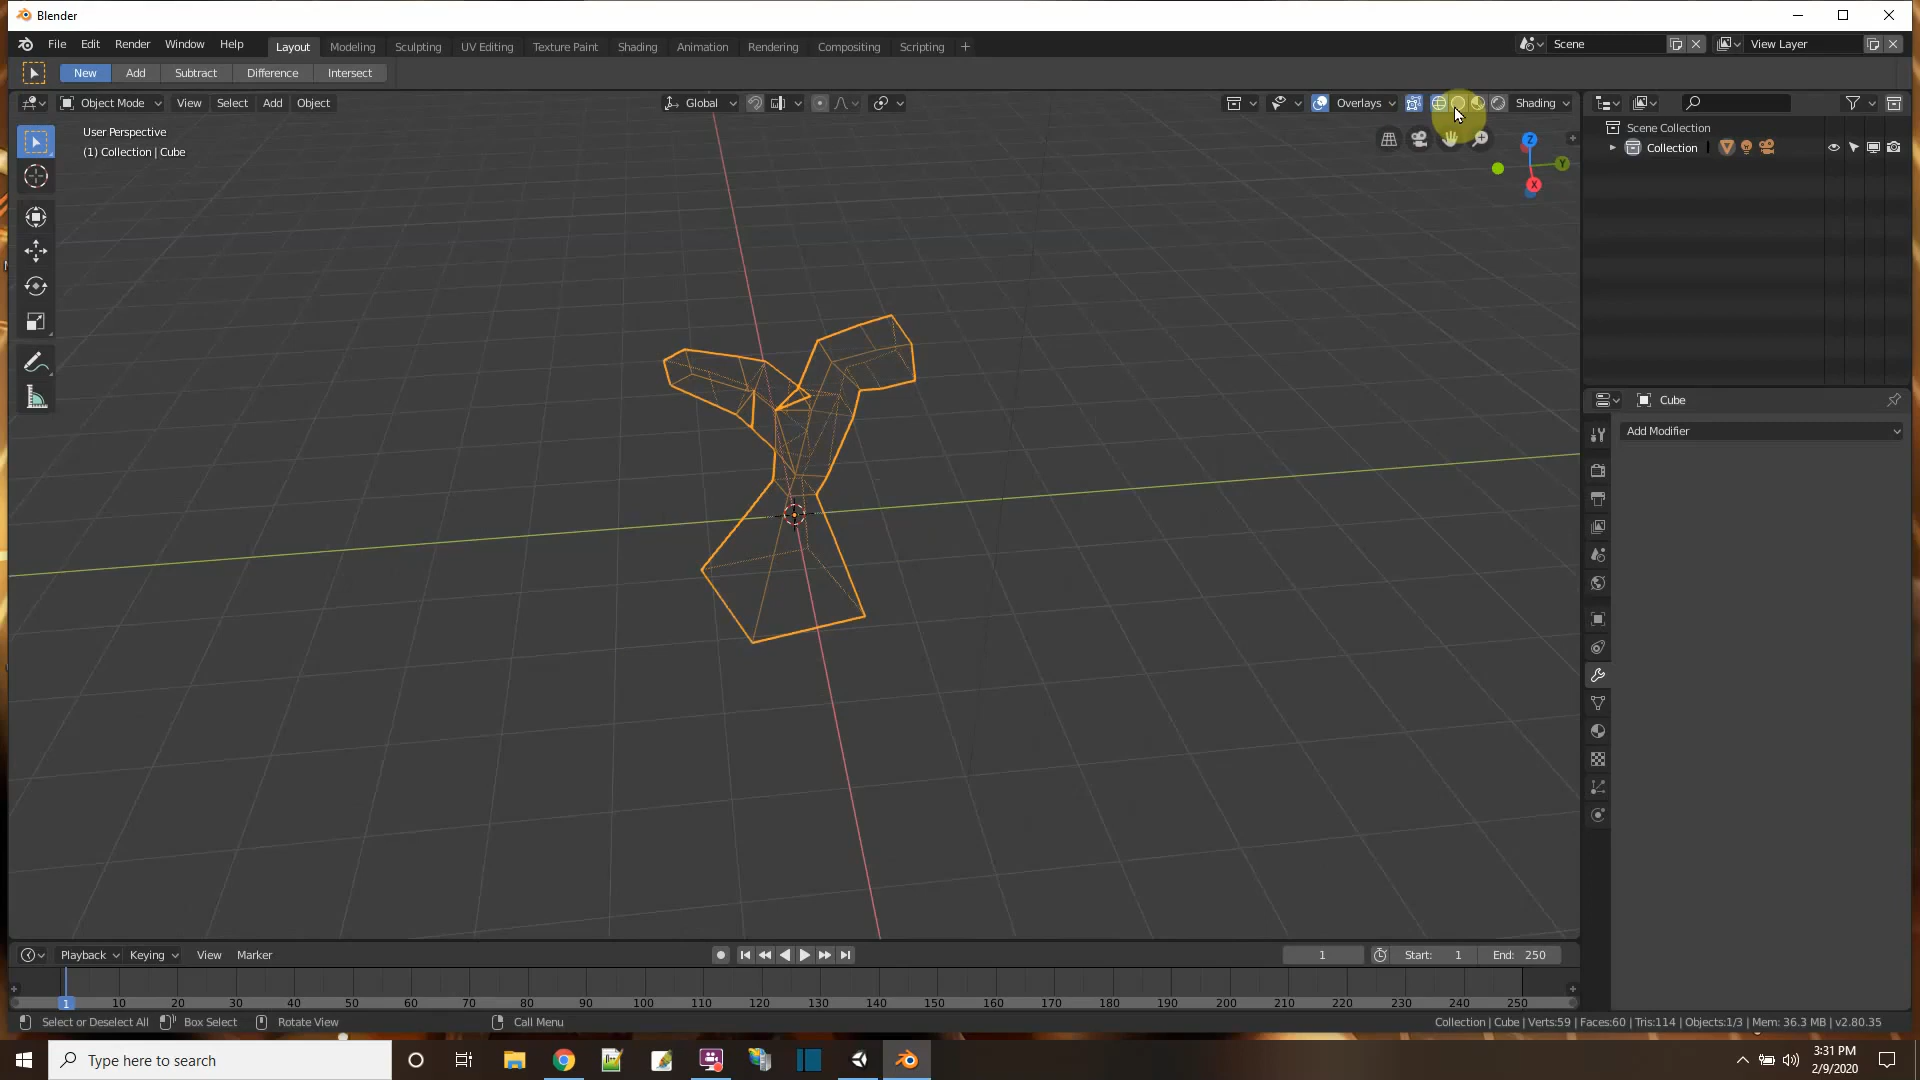 Blender
File Edit Render Window Help Layout Modeling Sculpting UV Editing Texture Paint Shading Animation Rendering Compositing Scripting + Scene View Layer
New Add Subtract Difference Intersect
Object Mode View Select Add Object Global Overlays Shading
User Perspective
(1) Collection | Cube
Z
Y
X
Scene Collection
Collection
Cube
Add Modifier
Playback Keying View Marker 1 Start: 1 End: 250
1 10 20 30 40 50 60 70 80 90 100 110 120 130 140 150 160 170 180 190 200 210 220 230 240 250
Select or Deselect All Box Select Rotate View Call Menu Collection | Cube | Verts:59 | Faces:60 | Tris:114 | Objects:1/3 | Mem: 36.3 MB | v2.80.35
Type here to search
3:31 PM
2/9/2020